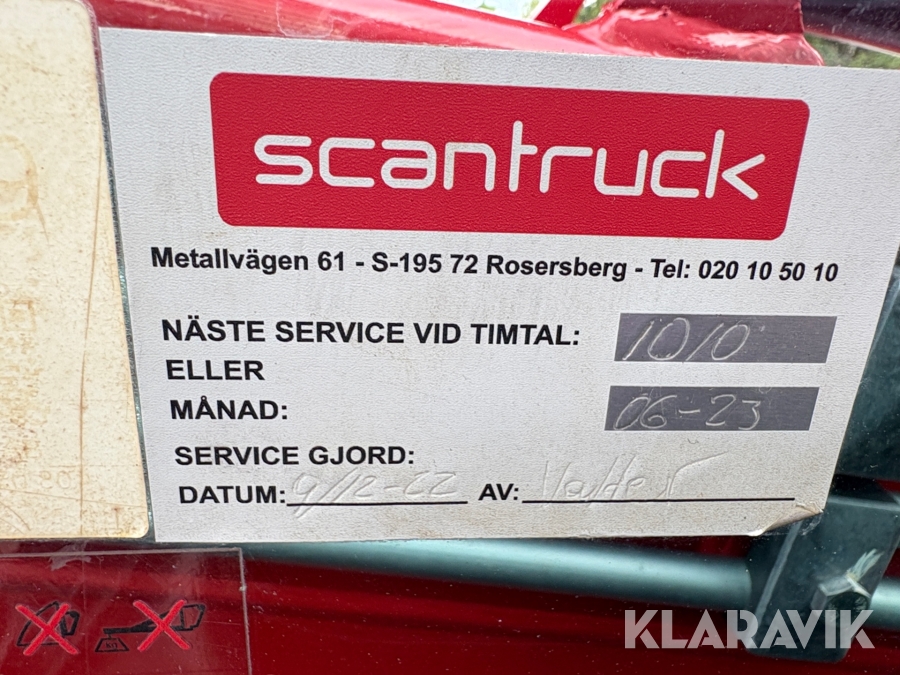 scantruck
Metallvägen 61 - S-195 72 Rosersberg - Tel: 020 10 50 10
NÄSTE SERVICE VID TIMTAL: 1010
ELLER
MÅNAD: 06-23
SERVICE GJORD:
DATUM: 9/12-22 AV:
KLARAVIK